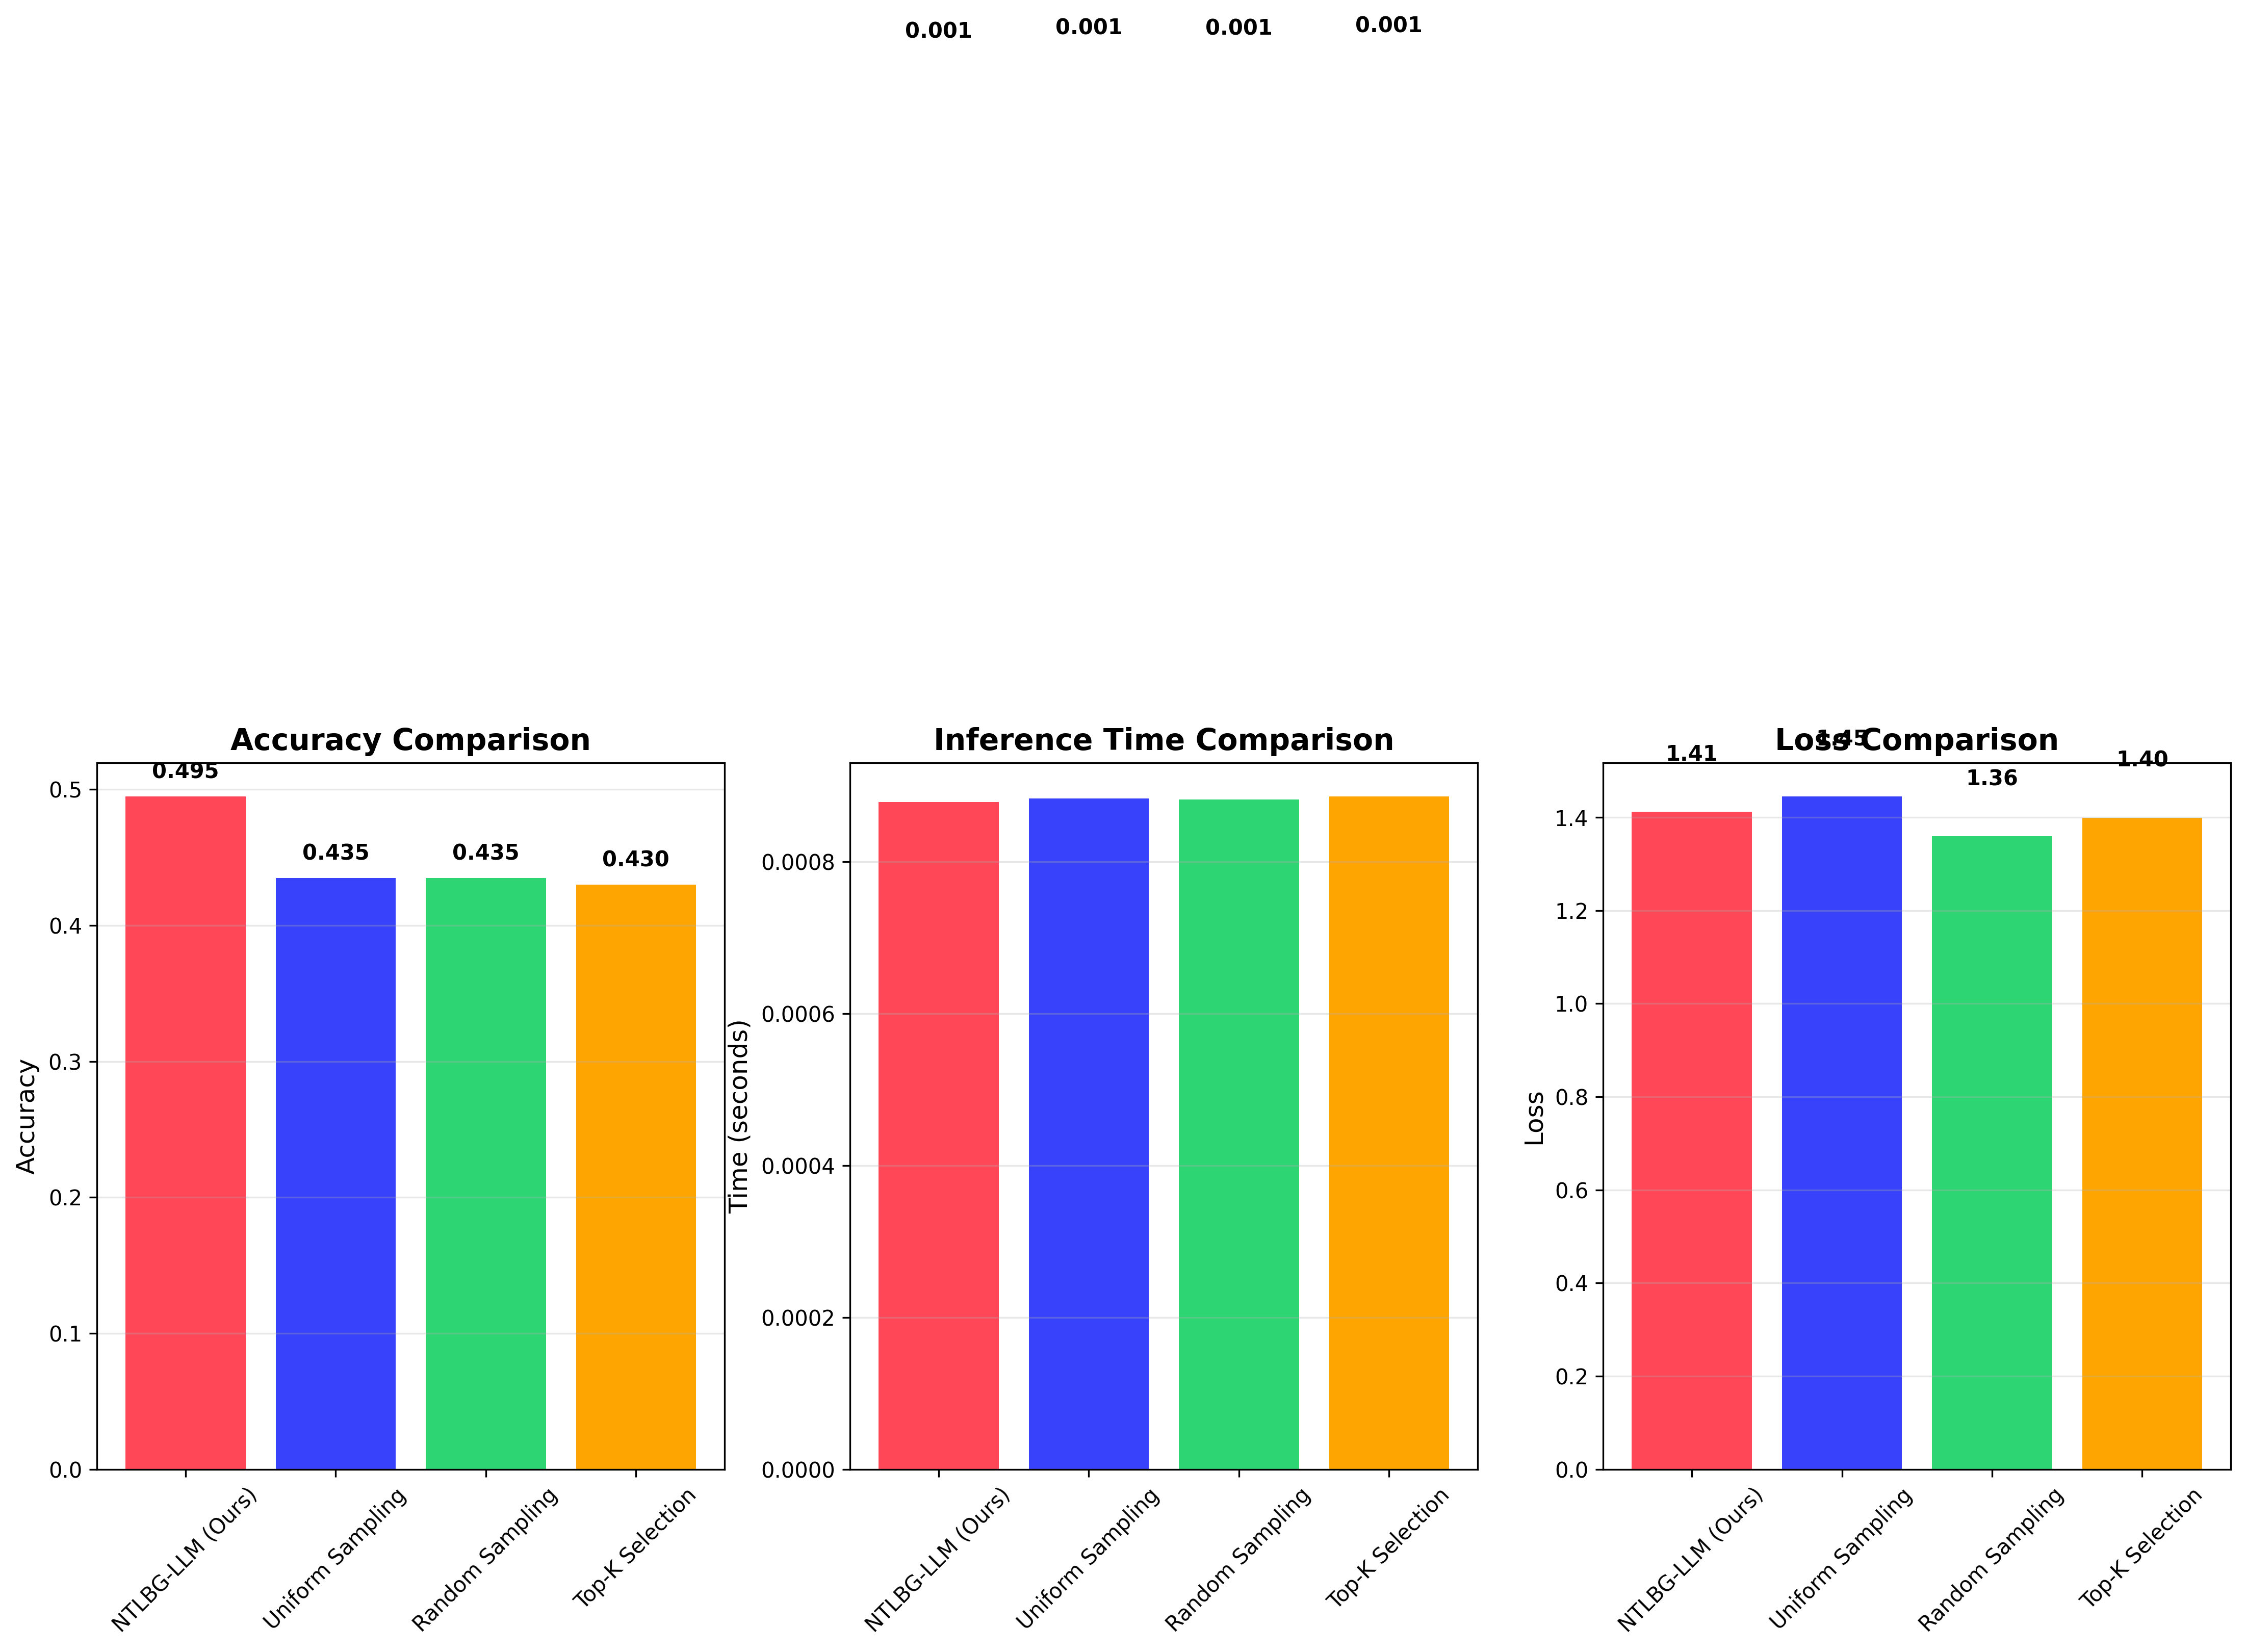 0.001 0.001 0.001 0.001
Accuracy Comparison
0.495
0.435
0.435
0.430
0.5
0.4
0.3
0.2
0.1
0.0
Accuracy
NTLBG-LLM (Ours)
Uniform Sampling
Random Sampling
Top-K Selection
Inference Time Comparison
0.0008
0.0006
0.0004
0.0002
0.0000
Time (seconds)
NTLBG-LLM (Ours)
Uniform Sampling
Random Sampling
Top-K Selection
Loss Comparison
1.41
1.45
1.36
1.40
1.4
1.2
1.0
0.8
0.6
0.4
0.2
0.0
Loss
NTLBG-LLM (Ours)
Uniform Sampling
Random Sampling
Top-K Selection